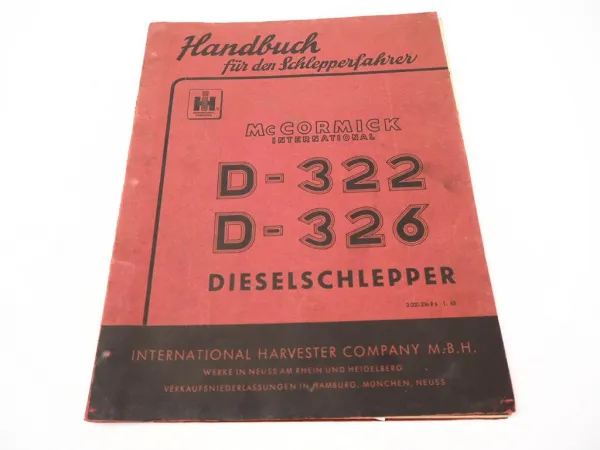 Handbuch
für den Schlepperfahrer
IH
McCORMICK
INTERNATIONAL
D-322
D-326
DIESELSCHLEPPER
INTERNATIONAL HARVESTER COMPANY M.B.H.
WERKE IN NEUSS AM RHEIN UND HEIDELBERG
VERKAUFSNIEDERLASSUNGEN IN HAMBURG, MÜNCHEN, NEUSS